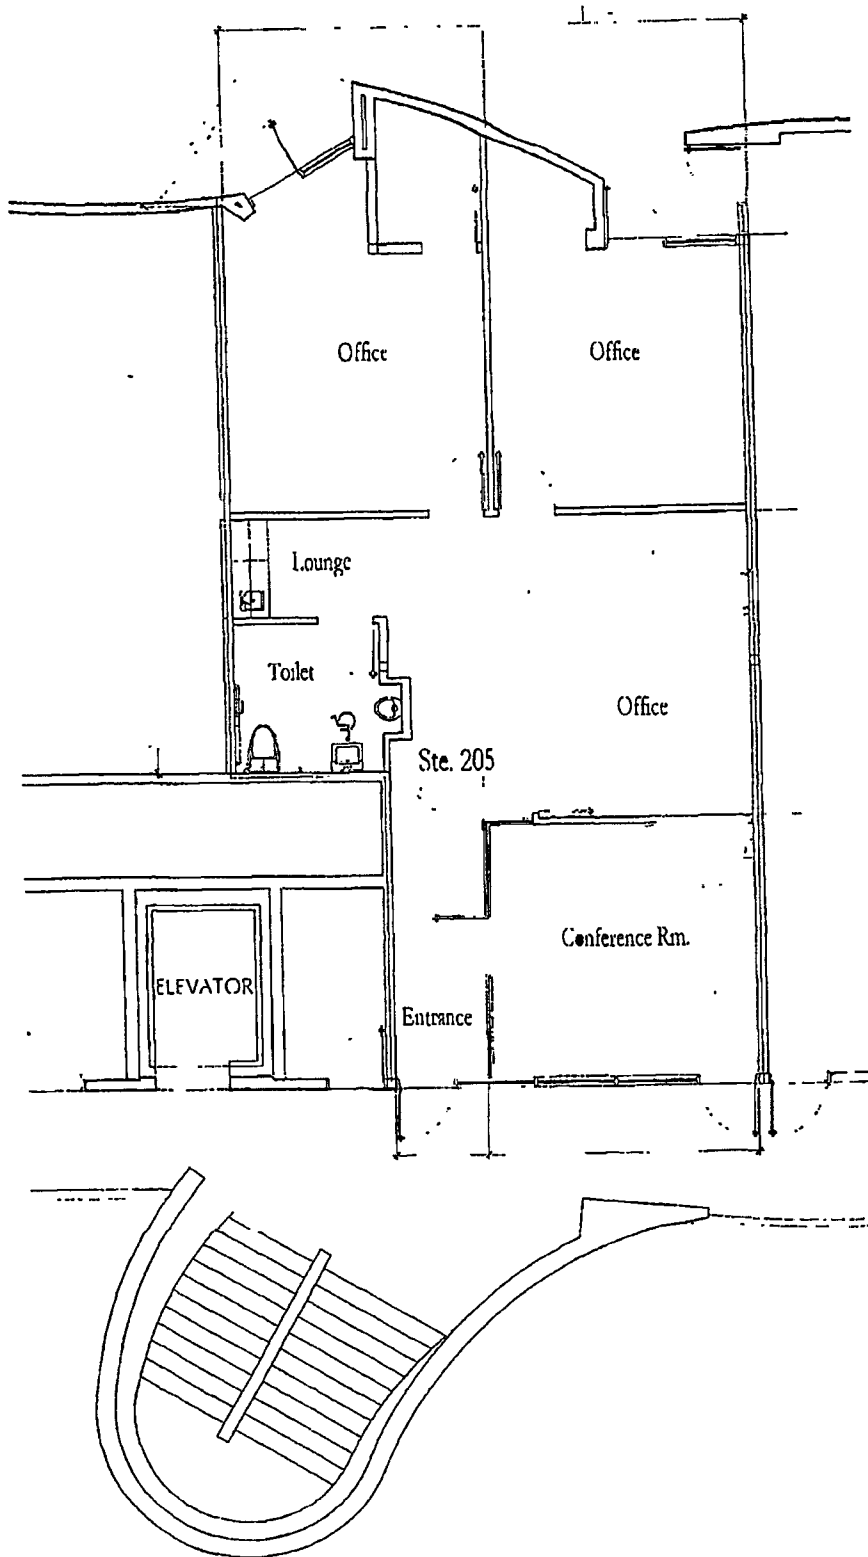 Office
Office
Lounge
Toilet
Office
Ste. 205
Conference Rm.
ELEVATOR
Entrance